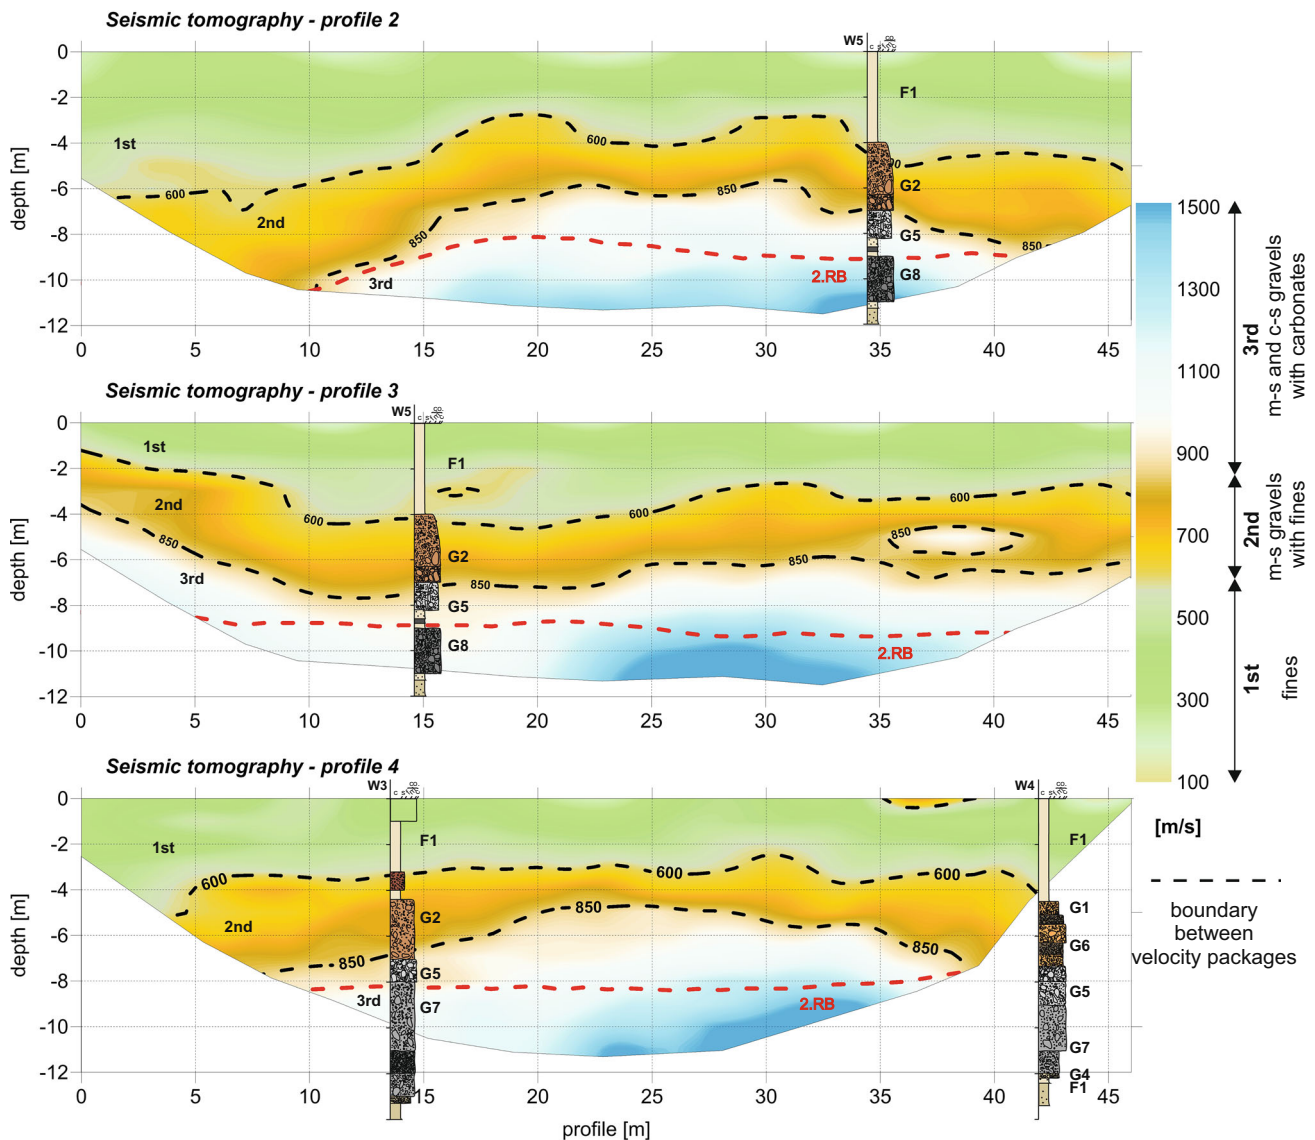 Seismic tomography - profile 2
W5
c s
0
-2
-4
-6
-8
-10
-12
depth [m]
F1
1st
600
600
G2
600
2nd
850
G5
850
850
3rd
2.RB
G8
0 5 10 15 20 25 30 35 40 45
Seismic tomography - profile 3
W5
c s
0
-2
-4
-6
-8
-10
-12
depth [m]
1st
F1
2nd
600
600
600
850
850
G2
3rd
850
850
G5
G8
2.RB
0 5 10 15 20 25 30 35 40 45
Seismic tomography - profile 4
W3
W4
c s
c s
0
-2
-4
-6
-8
-10
-12
depth [m]
1st
F1
F1
600
600
600
2nd
G2
850
G1
850
850
G6
G5
G5
3rd
G7
2.RB
G7
G4
F1
0 5 10 15 20 25 30 35 40 45
profile [m]
1500
1300
1100
900
700
500
300
100
3rd
m-s and c-s gravels
with carbonates
2nd
m-s gravels
with fines
1st
fines
[m/s]
boundary
between
velocity packages